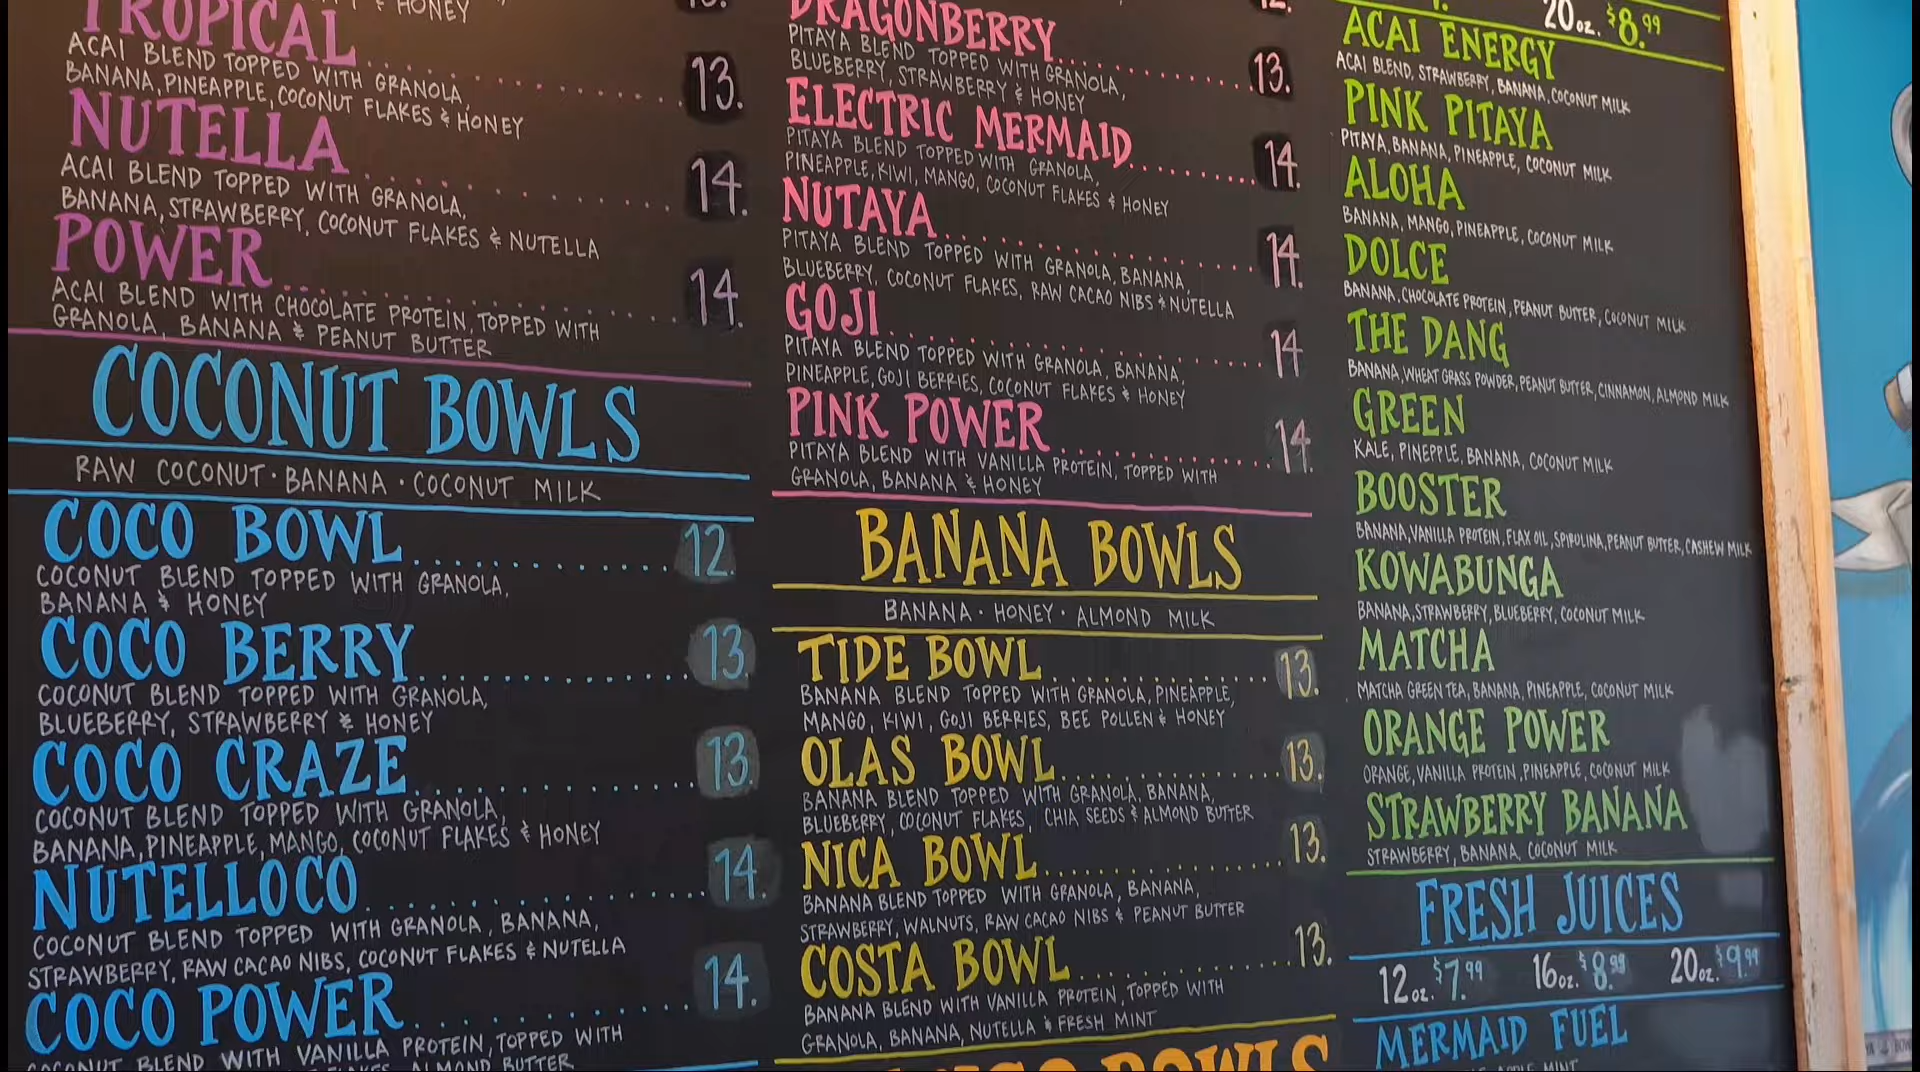 & HONEY
TROPICAL 13.
ACAI BLEND TOPPED WITH GRANOLA,
BANANA, PINEAPPLE, COCONUT FLAKES & HONEY
NUTELLA 14.
ACAI BLEND TOPPED WITH GRANOLA,
BANANA, STRAWBERRY, COCONUT FLAKES & NUTELLA
POWER 14.
ACAI BLEND WITH CHOCOLATE PROTEIN, TOPPED WITH
GRANOLA, BANANA & PEANUT BUTTER
COCONUT BOWLS
RAW COCONUT · BANANA · COCONUT MILK
COCO BOWL 12.
COCONUT BLEND TOPPED WITH GRANOLA,
BANANA & HONEY
COCO BERRY 13.
COCONUT BLEND TOPPED WITH GRANOLA,
BLUEBERRY, STRAWBERRY & HONEY
COCO CRAZE 13.
COCONUT BLEND TOPPED WITH GRANOLA,
BANANA, PINEAPPLE, MANGO, COCONUT FLAKES & HONEY
NUTELLOCO 14.
COCONUT BLEND TOPPED WITH GRANOLA, BANANA,
STRAWBERRY, RAW CACAO NIBS, COCONUT FLAKES & NUTELLA
COCO POWER 14.
COCONUT BLEND WITH VANILLA PROTEIN, TOPPED WITH
FLAKES, ALMOND BUTTER
DRAGONBERRY 13.
PITAYA BLEND TOPPED WITH GRANOLA,
BLUEBERRY, STRAWBERRY & HONEY
ELECTRIC MERMAID 14.
PITAYA BLEND TOPPED WITH GRANOLA,
PINEAPPLE, KIWI, MANGO, COCONUT FLAKES & HONEY
NUTAYA 14.
PITAYA BLEND TOPPED WITH GRANOLA, BANANA,
BLUEBERRY, COCONUT FLAKES, RAW CACAO NIBS & NUTELLA
GOJI 14
PITAYA BLEND TOPPED WITH GRANOLA, BANANA,
PINEAPPLE, GOJI BERRIES, COCONUT FLAKES & HONEY
PINK POWER 14.
PITAYA BLEND WITH VANILLA PROTEIN, TOPPED WITH
GRANOLA, BANANA & HONEY
BANANA BOWLS
BANANA · HONEY · ALMOND MILK
TIDE BOWL 13.
BANANA BLEND TOPPED WITH GRANOLA, PINEAPPLE,
MANGO, KIWI, GOJI BERRIES, BEE POLLEN & HONEY
OLAS BOWL 13.
BANANA BLEND TOPPED WITH GRANOLA, BANANA,
BLUEBERRY, COCONUT FLAKES, CHIA SEEDS & ALMOND BUTTER
NICA BOWL 13.
BANANA BLEND TOPPED WITH GRANOLA, BANANA,
STRAWBERRY, WALNUTS, RAW CACAO NIBS & PEANUT BUTTER
COSTA BOWL 13.
BANANA BLEND WITH VANILLA PROTEIN, TOPPED WITH
GRANOLA, BANANA, NUTELLA & FRESH MINT
BOWLS
20oz. $8.99
ACAI ENERGY
ACAI BLEND, STRAWBERRY, BANANA, COCONUT MILK
PINK PITAYA
PITAYA, BANANA, PINEAPPLE, COCONUT MILK
ALOHA
BANANA, MANGO, PINEAPPLE, COCONUT MILK
DOLCE
BANANA, CHOCOLATE PROTEIN, PEANUT BUTTER, COCONUT MILK
THE DANG
BANANA, WHEAT GRASS POWDER, PEANUT BUTTER, CINNAMON, ALMOND MILK
GREEN
KALE, PINEPPLE, BANANA, COCONUT MILK
BOOSTER
BANANA, VANILLA PROTEIN, FLAX OIL, SPIRULINA, PEANUT BUTTER, CASHEW MILK
KOWABUNGA
BANANA, STRAWBERRY, BLUEBERRY, COCONUT MILK
MATCHA
MATCHA GREEN TEA, BANANA, PINEAPPLE, COCONUT MILK
ORANGE POWER
ORANGE, VANILLA PROTEIN, PINEAPPLE, COCONUT MILK
STRAWBERRY BANANA
STRAWBERRY, BANANA, COCONUT MILK
FRESH JUICES
12oz. $7.99 16oz. $8.99 20oz. $9.99
MERMAID FUEL
MINT